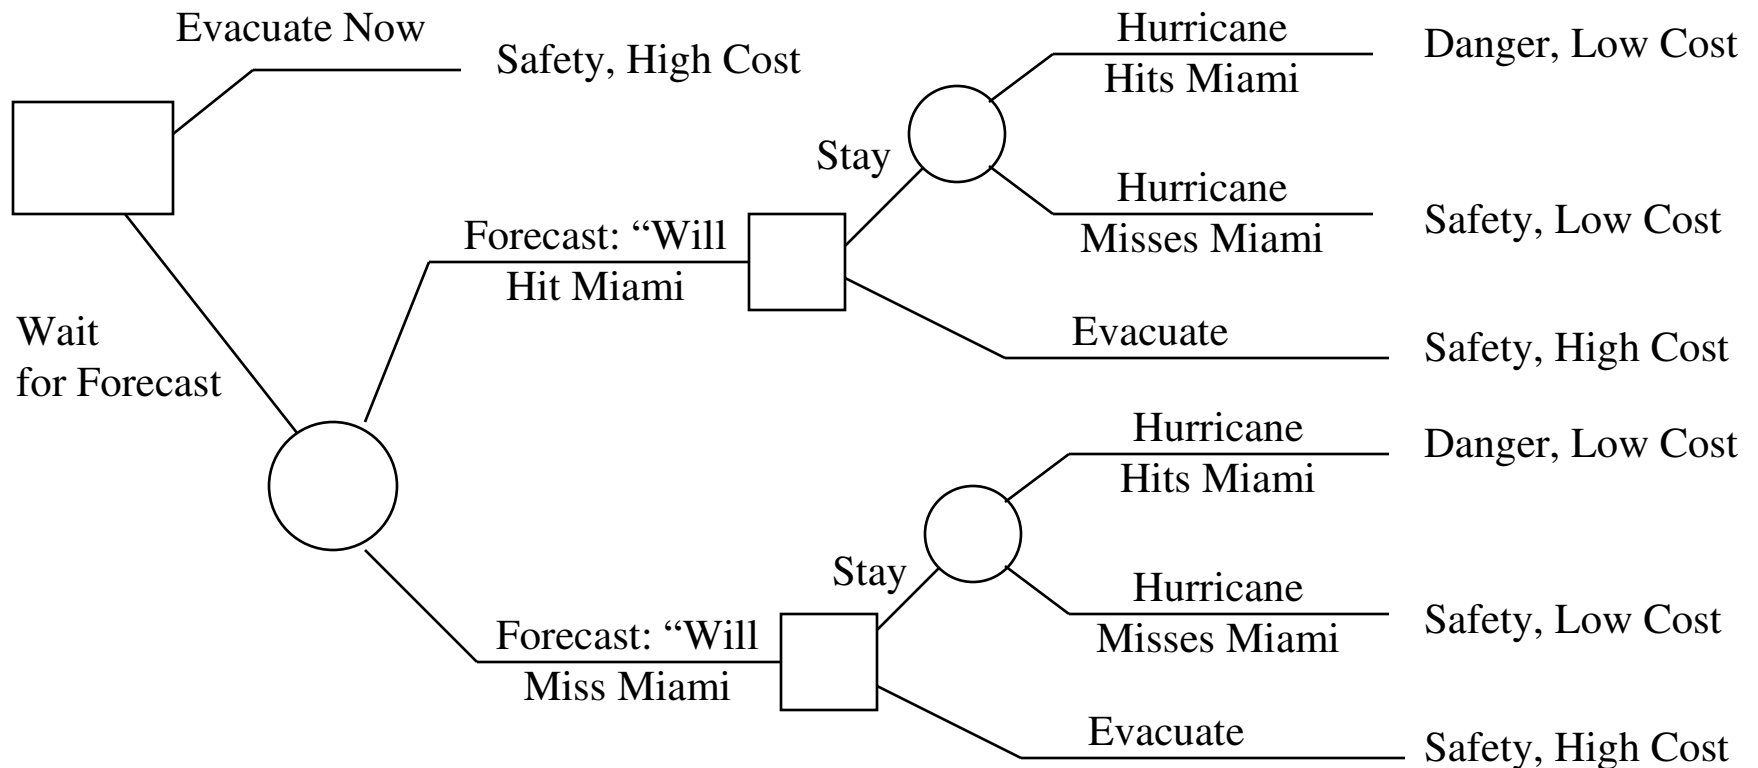 Evacuate Now
Safety, High Cost
Wait
for Forecast
Forecast: “Will
Hit Miami
Stay
Hurricane
Hits Miami
Danger, Low Cost
Hurricane
Misses Miami
Safety, Low Cost
Evacuate
Safety, High Cost
Forecast: “Will
Miss Miami
Stay
Hurricane
Hits Miami
Danger, Low Cost
Hurricane
Misses Miami
Safety, Low Cost
Evacuate
Safety, High Cost